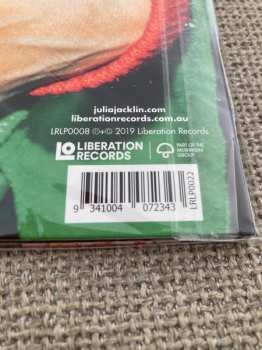 juliajacklin.com
liberationrecords.com.au
LRLP0008 ℗+© 2019 Liberation Records
LIBERATION
RECORDS
PART OF THE
MUSHROOM
GROUP
LRLP0022
9 341004 072343